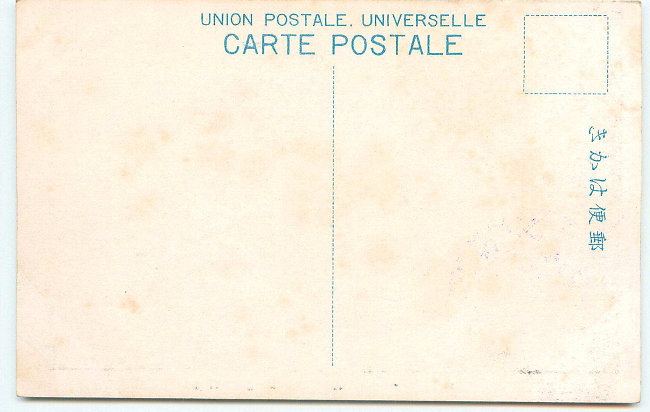 UNION POSTALE. UNIVERSELLE
CARTE POSTALE
郵便はかき